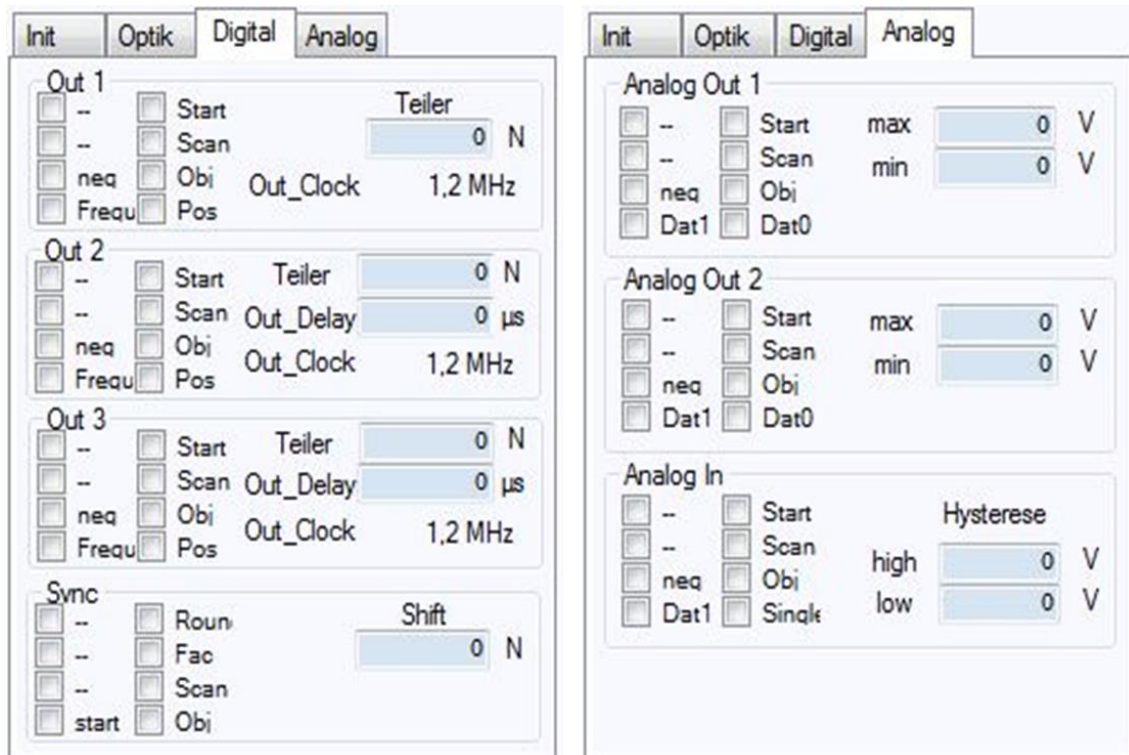 Init Optik Digital Analog
Out 1
-- Start Teiler
-- Scan 0 N
neg Obj Out_Clock 1,2 MHz
Frequ Pos
Out 2
-- Start Teiler 0 N
-- Scan Out_Delay 0 µs
neg Obj Out_Clock 1,2 MHz
Frequ Pos
Out 3
-- Start Teiler 0 N
-- Scan Out_Delay 0 µs
neg Obj Out_Clock 1,2 MHz
Frequ Pos
Sync
-- Roun Shift
-- Fac 0 N
-- Scan
start Obj
Init Optik Digital Analog
Analog Out 1
-- Start max 0 V
-- Scan min 0 V
neg Obj
Dat1 Dat0
Analog Out 2
-- Start max 0 V
-- Scan min 0 V
neg Obj
Dat1 Dat0
Analog In
-- Start Hysterese
-- Scan high 0 V
neg Obj low 0 V
Dat1 Single